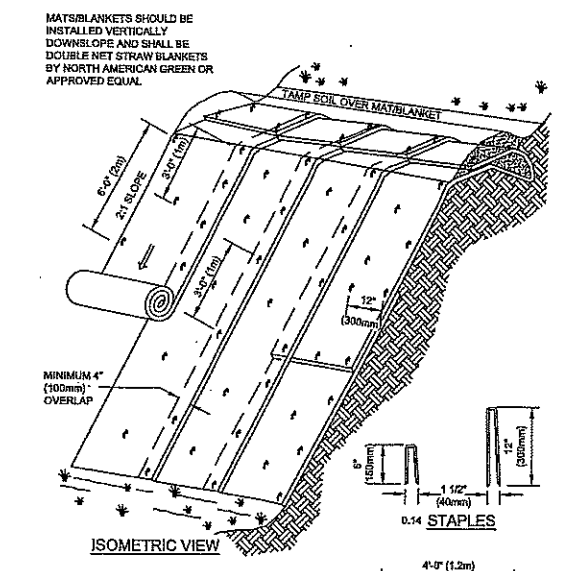 MATS/BLANKETS SHOULD BE
INSTALLED VERTICALLY
DOWNSLOPE AND SHALL BE
DOUBLE NET STRAW BLANKETS
BY NORTH AMERICAN GREEN OR
APPROVED EQUAL
TAMP SOIL OVER MAT/BLANKET
6'-0" (2m)
2:1 SLOPE
3'-0" (1m)
3'-0" (1m)
12"
(300mm
MINIMUM 4"
(100mm)
OVERLAP
6"
(150mm)
12"
(300mm)
1 1/2"
(40mm)
0.14 STAPLES
ISOMETRIC VIEW
4'-0" (1.2m)